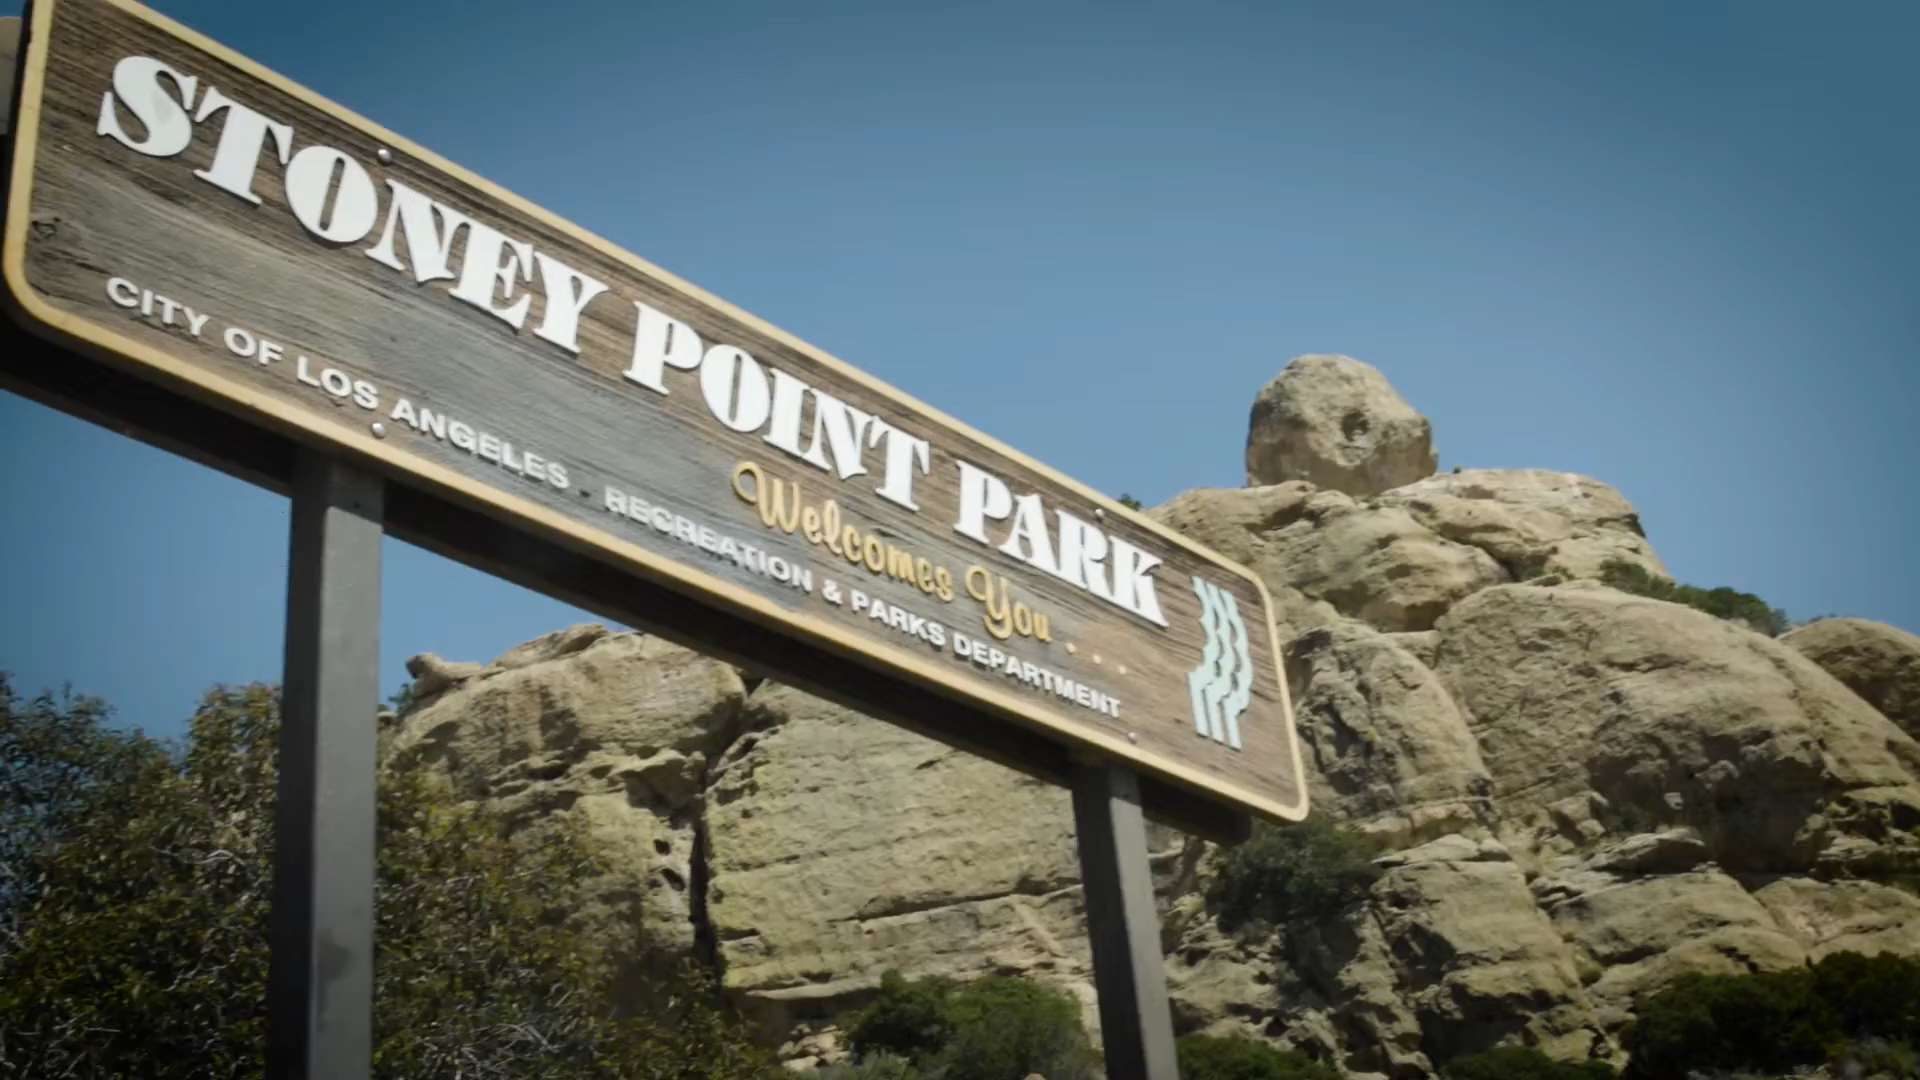 STONEY POINT PARK
Welcomes You . . .
CITY OF LOS ANGELES . RECREATION & PARKS DEPARTMENT